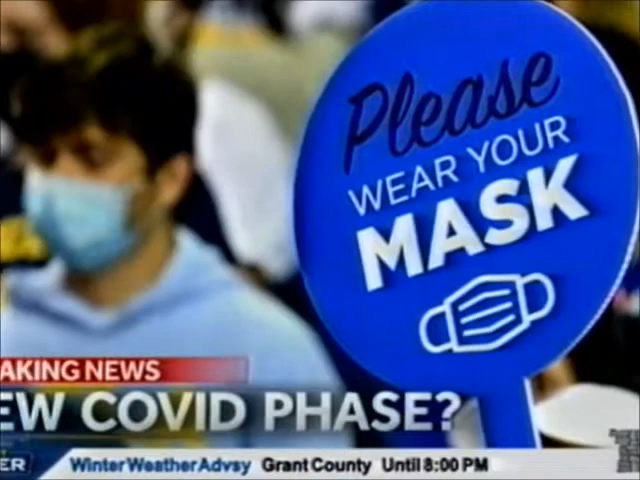 Please
WEAR YOUR
MASK
AKING NEWS
EW COVID PHASE?
ER WinterWeatherAdvsy Grant County Until 8:00 PM